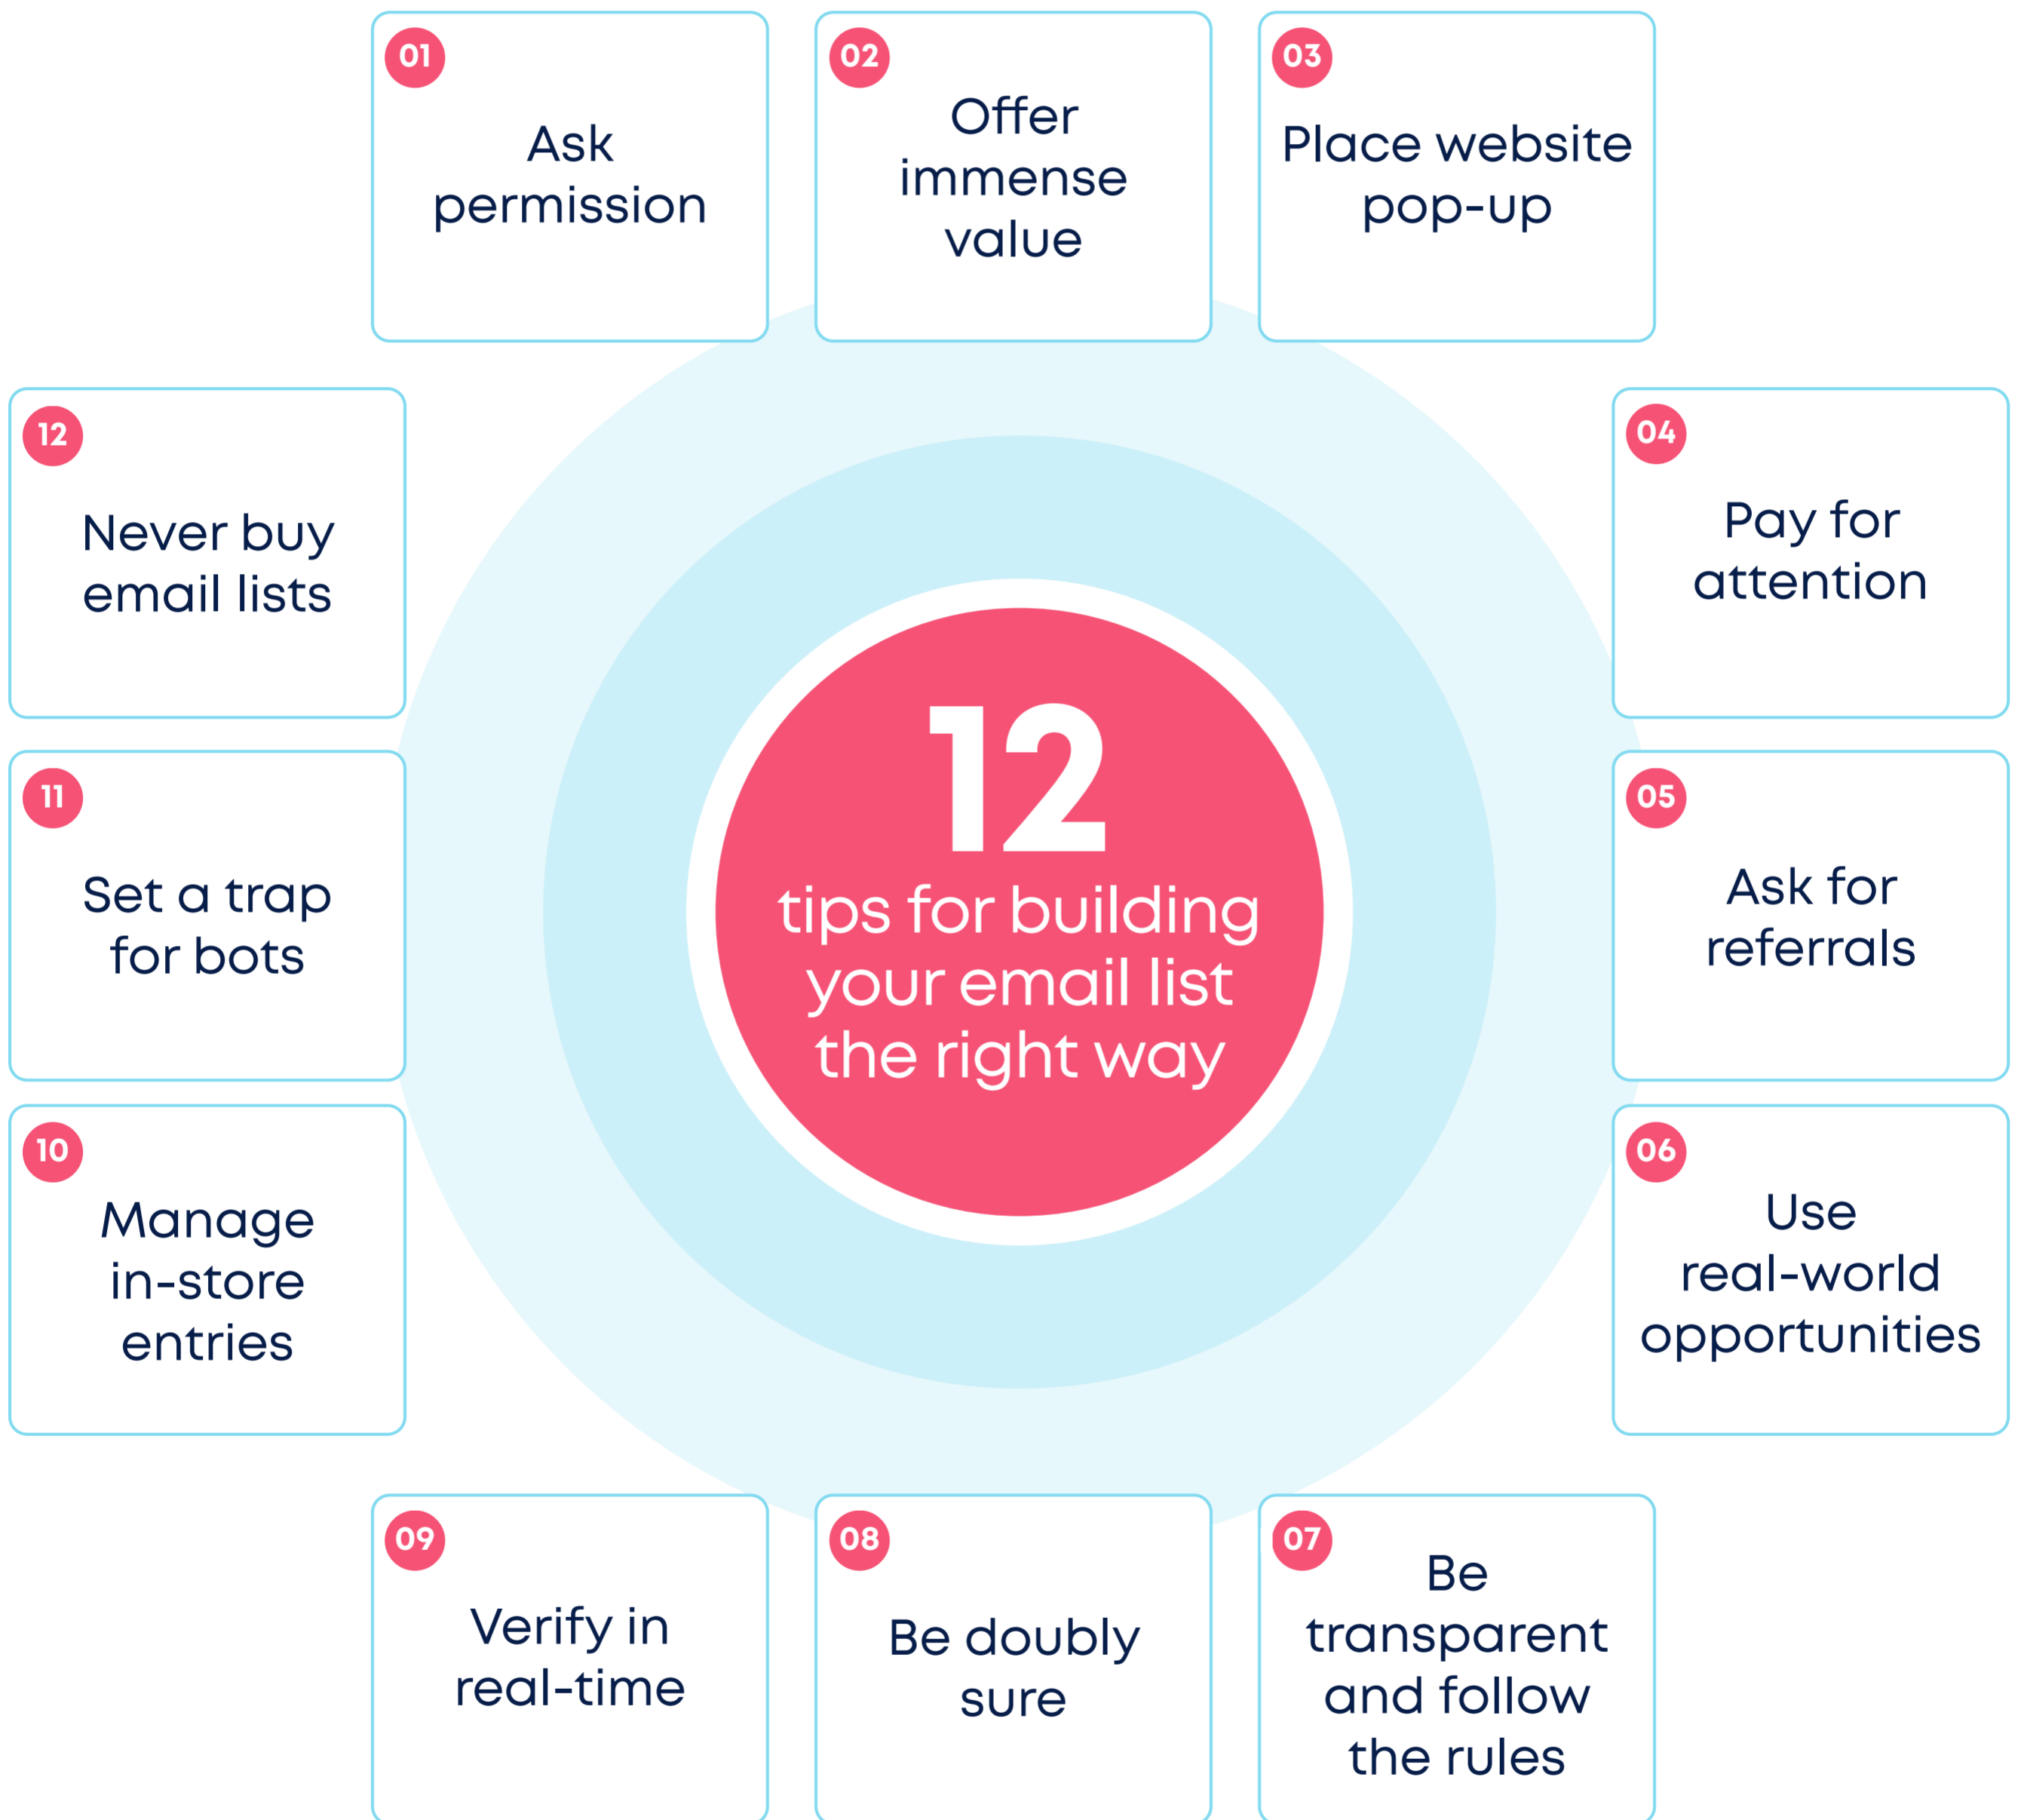 01
Ask
permission
02
Offer
immense
value
03
Place website
pop-up
04
Pay for
attention
05
Ask for
referrals
06
Use
real-world
opportunities
07
Be
transparent
and follow
the rules
08
Be doubly
sure
09
Verify in
real-time
10
Manage
in-store
entries
11
Set a trap
for bots
12
Never buy
email lists
12
tips for building
your email list
the right way